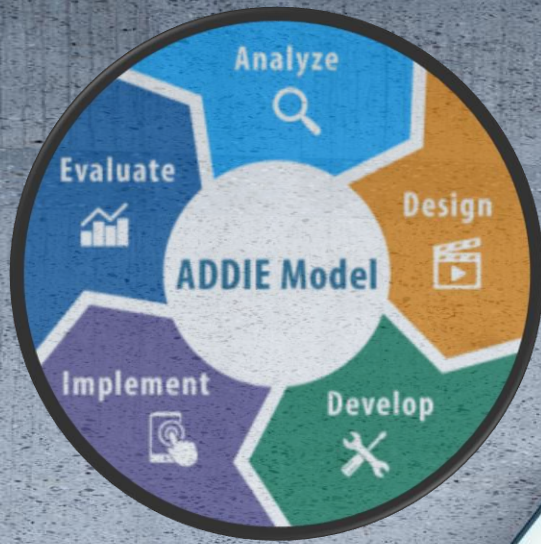 Analyze
Design
Develop
Implement
Evaluate
ADDIE Model